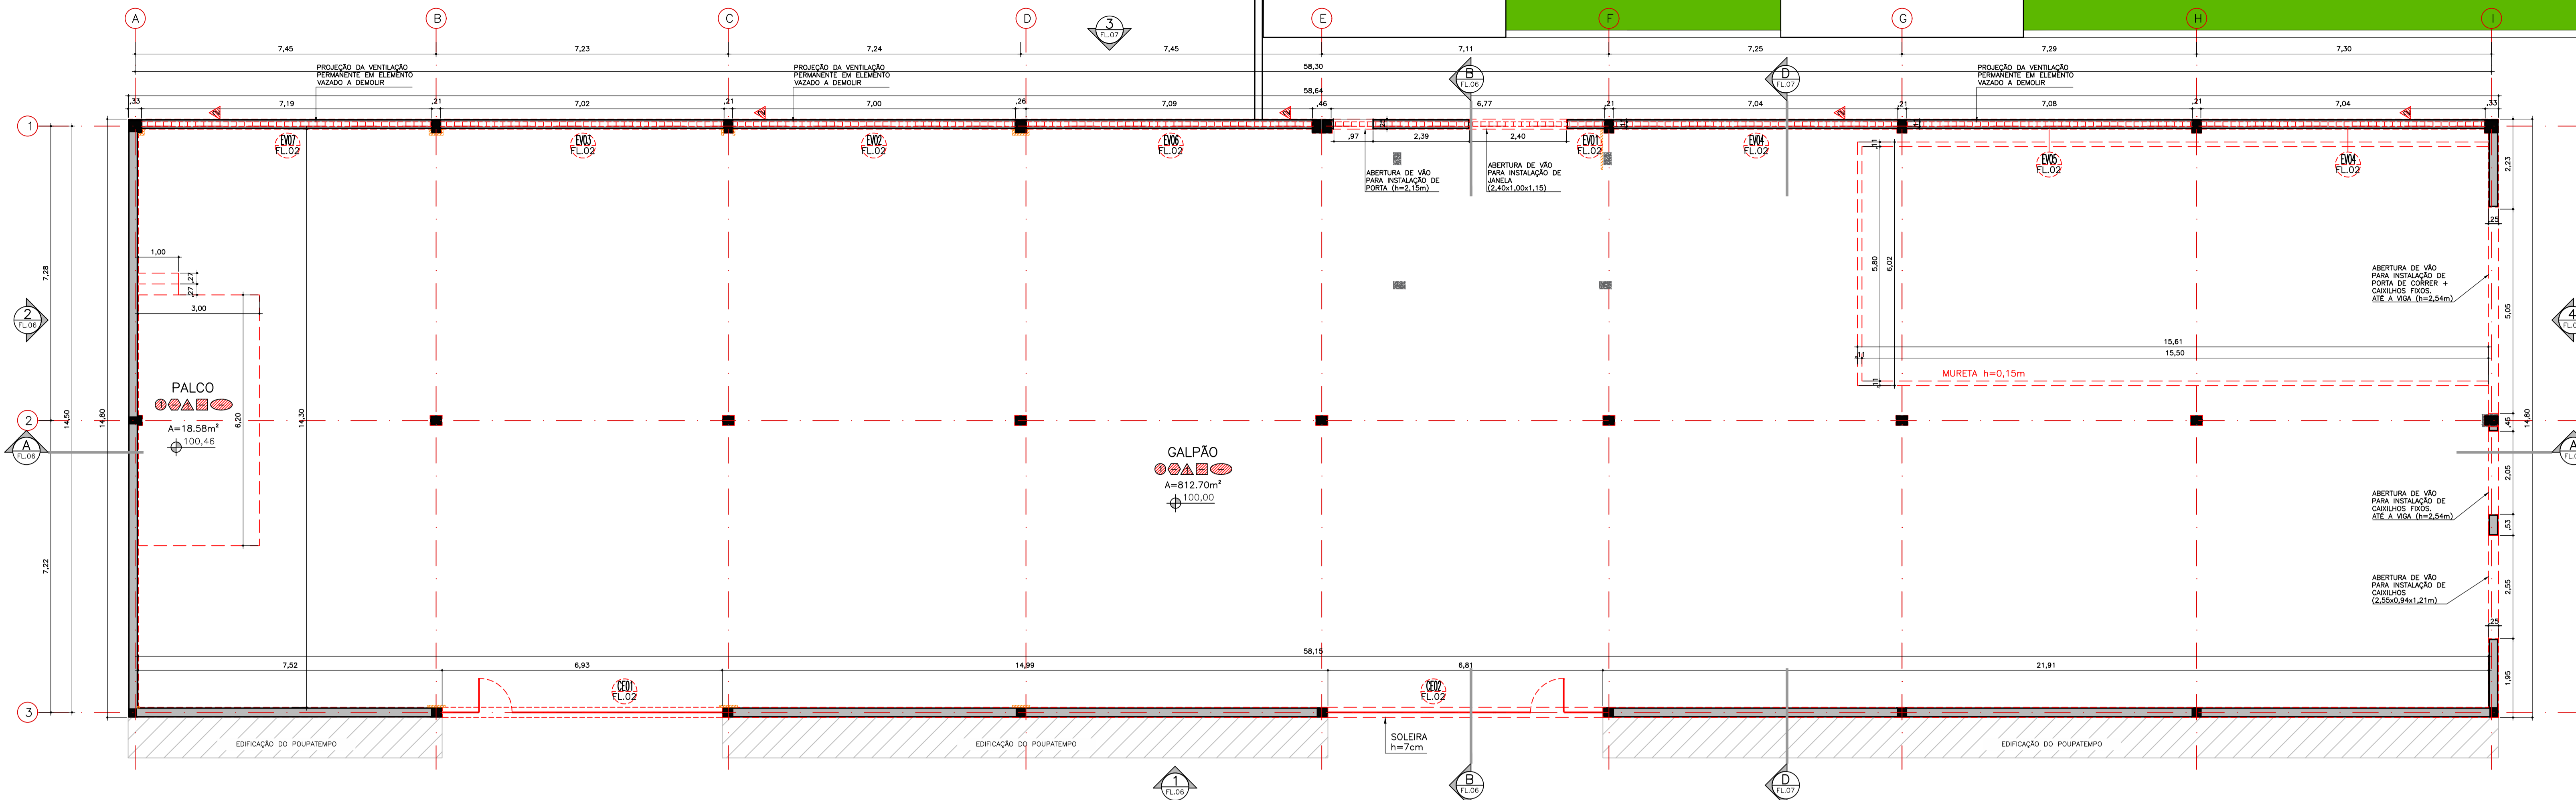 A
B
C
D
E
F
G
H
I
3
FL.07
7,45
7,23
7,24
7,45
7,11
7,25
7,29
7,30
PROJEÇÃO DA VENTILAÇÃO
PERMANENTE EM ELEMENTO
VAZADO A DEMOLIR
PROJEÇÃO DA VENTILAÇÃO
PERMANENTE EM ELEMENTO
VAZADO A DEMOLIR
58,30
B
FL.06
D
FL.07
PROJEÇÃO DA VENTILAÇÃO
PERMANENTE EM ELEMENTO
VAZADO A DEMOLIR
58,64
,33
7,19
,21
7,02
,21
7,00
,26
7,09
,46
6,77
,21
7,04
,21
7,08
,21
7,04
,33
1
EV07
FL.02
EV03
FL.02
EV02
FL.02
EV06
FL.02
,97
2,39
2,40
EV01
FL.02
EV04
FL.02
EV05
FL.02
EV04
FL.02
ABERTURA DE VÃO
PARA INSTALAÇÃO DE
PORTA (h=2,15m)
ABERTURA DE VÃO
PARA INSTALAÇÃO DE
JANELA
(2,40x1,00x1,15)
,11
2,23
,25
1,00
,27
,27
3,00
7,28
14,50
14,80
2
FL.06
5,80
6,02
ABERTURA DE VÃO
PARA INSTALAÇÃO DE
PORTA DE CORRER +
CAIXILHOS FIXOS.
ATÉ A VIGA (h=2,54m)
5,05
4
15,61
,11
15,50
,11
MURETA h=0,15m
PALCO
A=18.58m²
100,46
6,20
14,30
2
A
FL.06
,45
14,80
A
GALPÃO
A=812.70m²
100,00
2,05
ABERTURA DE VÃO
PARA INSTALAÇÃO DE
CAIXILHOS FIXOS.
ATÉ A VIGA (h=2,54m)
,53
7,22
ABERTURA DE VÃO
PARA INSTALAÇÃO DE
CAIXILHOS
(2,55x0,94x1,21m)
2,55
,25
58,15
7,52
6,93
14,99
6,81
21,91
1,95
CE01
FL.02
CE02
FL.02
3
EDIFICAÇÃO DO POUPATEMPO
EDIFICAÇÃO DO POUPATEMPO
SOLEIRA
h=7cm
EDIFICAÇÃO DO POUPATEMPO
1
FL.06
B
FL.06
D
FL.07